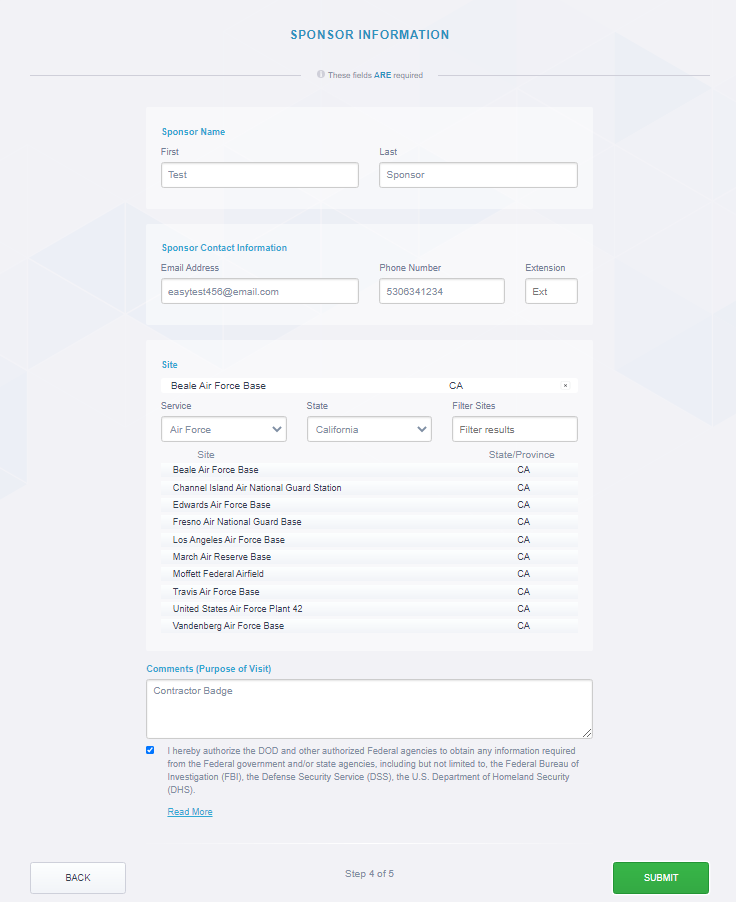 SPONSOR INFORMATION
These fields ARE required
Sponsor Name
First Last
Test Sponsor
Sponsor Contact Information
Email Address Phone Number Extension
easytest456@email.com 5306341234 Ext
Site
Beale Air Force Base CA ×
Service State Filter Sites
Air Force California Filter results
Site State/Province
Beale Air Force Base CA
Channel Island Air National Guard Station CA
Edwards Air Force Base CA
Fresno Air National Guard Base CA
Los Angeles Air Force Base CA
March Air Reserve Base CA
Moffett Federal Airfield CA
Travis Air Force Base CA
United States Air Force Plant 42 CA
Vandenberg Air Force Base CA
Comments (Purpose of Visit)
Contractor Badge
I hereby authorize the DOD and other authorized Federal agencies to obtain any information required
from the Federal government and/or state agencies, including but not limited to, the Federal Bureau of
Investigation (FBI), the Defense Security Service (DSS), the U.S. Department of Homeland Security
(DHS).
Read More
BACK Step 4 of 5 SUBMIT